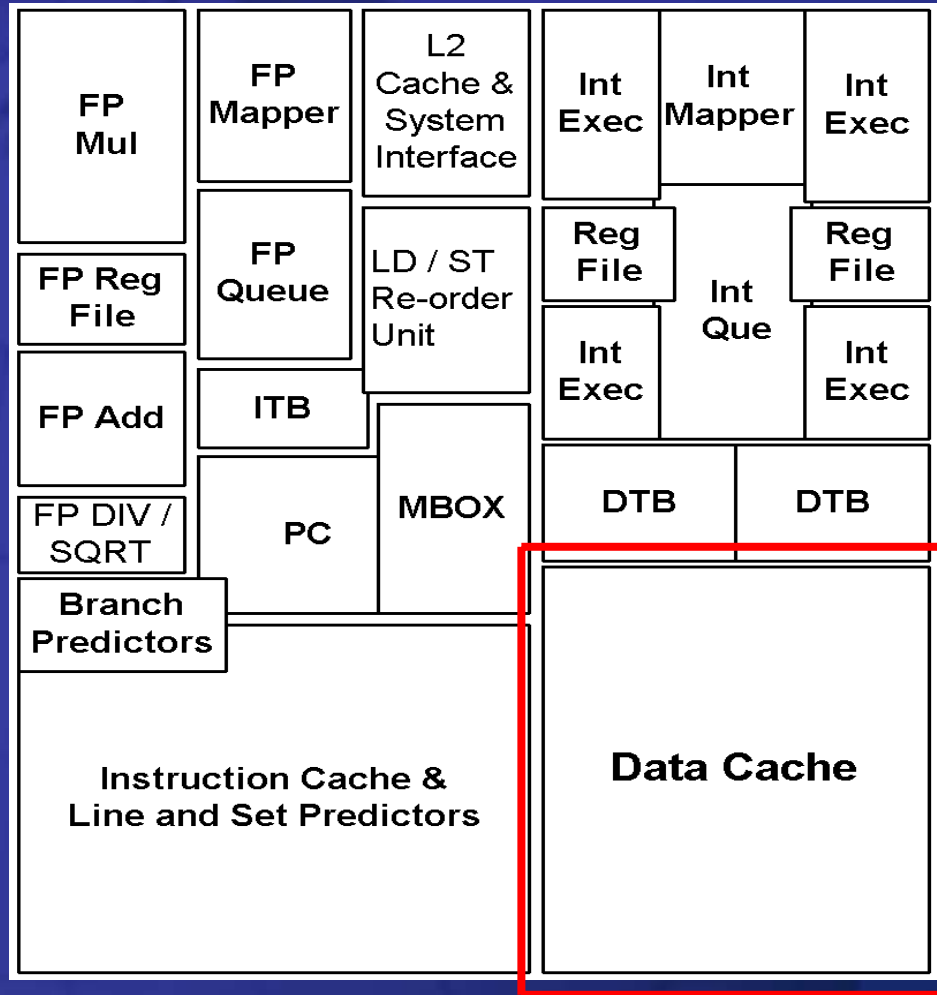 FP
Mul
FP
Mapper
L2
Cache &
System
Interface
Int
Exec
Int
Mapper
Int
Exec
FP Reg
File
FP
Queue
LD / ST
Re-order
Unit
Reg
File
Int
Que
Reg
File
FP Add
ITB
Int
Exec
Int
Exec
FP DIV /
SQRT
PC
MBOX
DTB
DTB
Branch
Predictors
Instruction Cache &
Line and Set Predictors
Data Cache